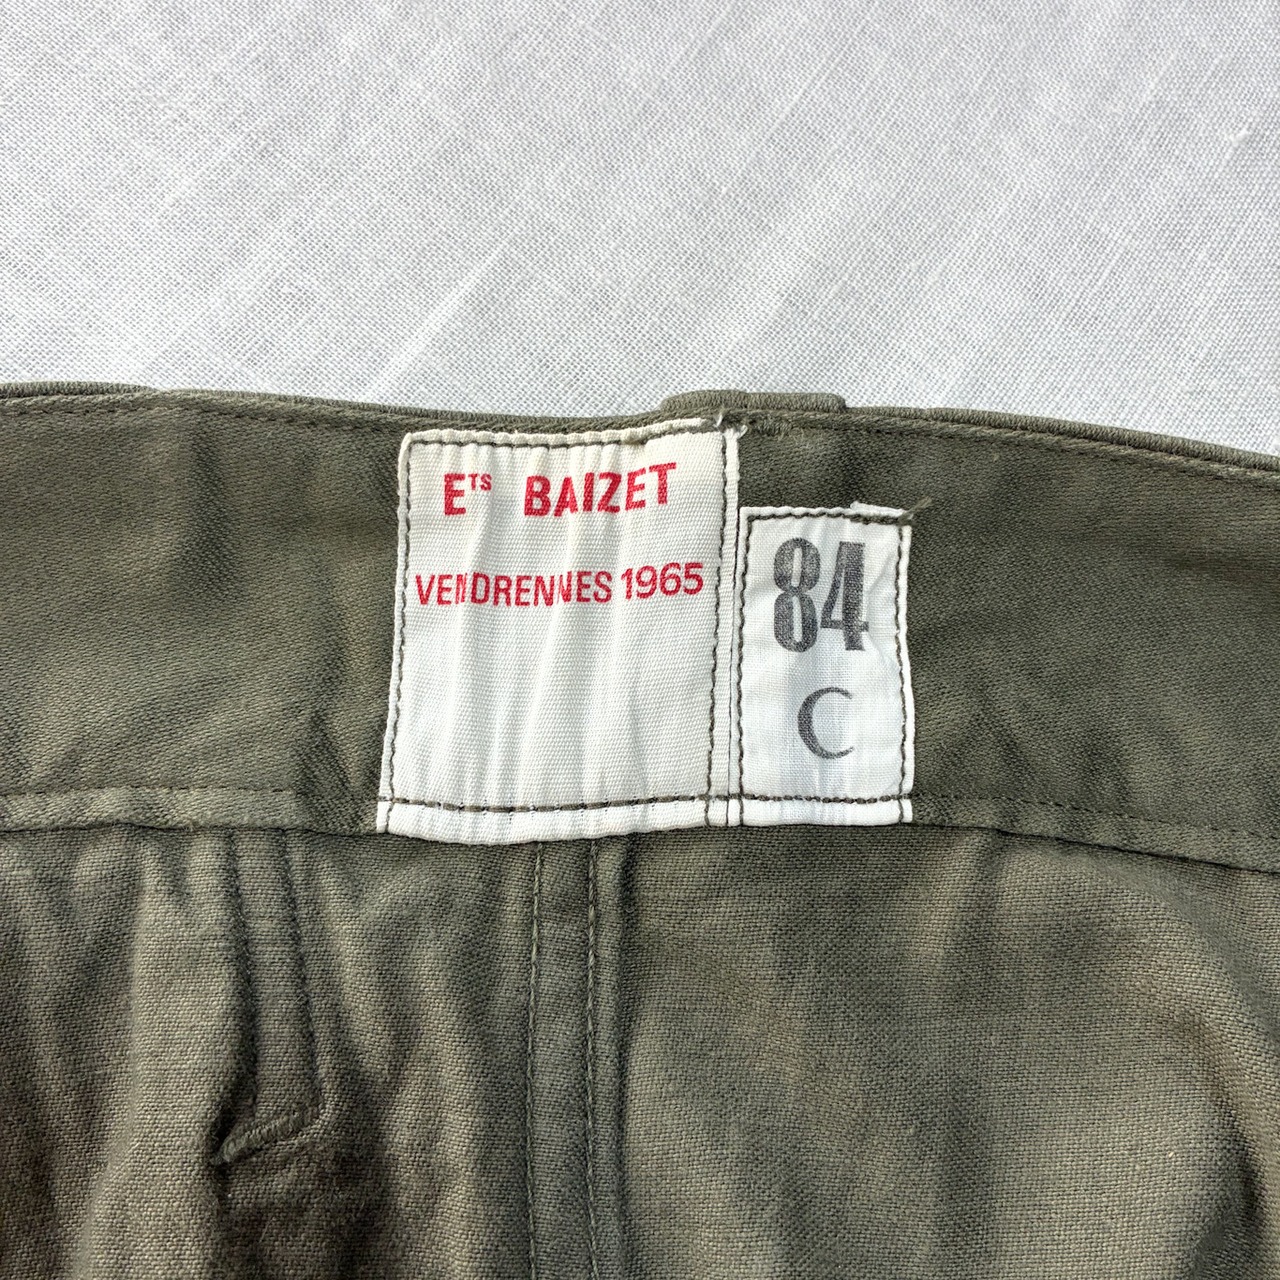 ETS BAIZET
VENDRENNES 1965
84
C